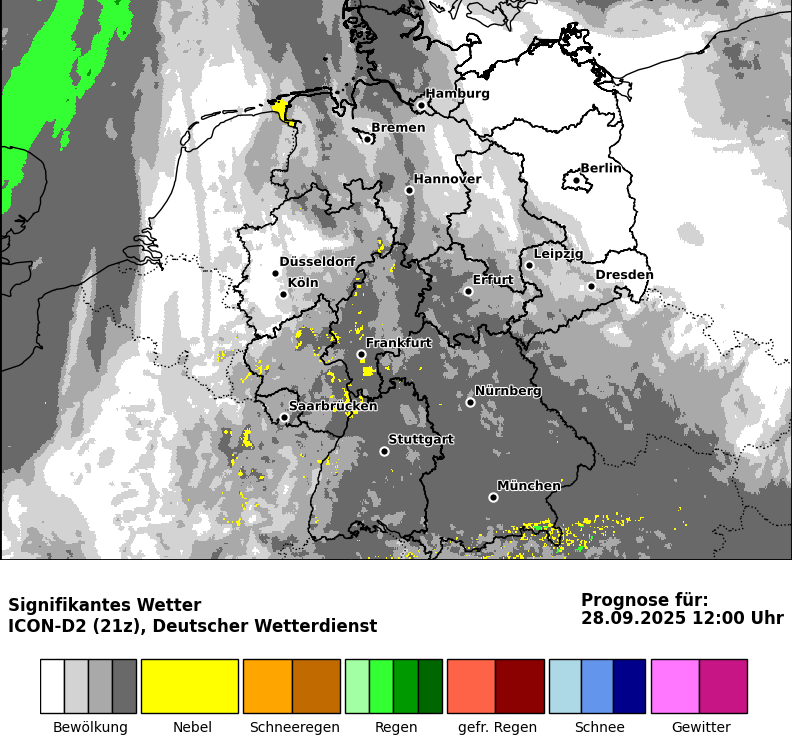 Hamburg
Bremen
Berlin
Hannover
Leipzig
Düsseldorf
Dresden
Köln
Erfurt
Frankfurt
Nürnberg
Saarbrücken
Stuttgart
München
Signifikantes Wetter
ICON-D2 (21z), Deutscher Wetterdienst
Prognose für:
28.09.2025 12:00 Uhr
Bewölkung Nebel Schneeregen Regen gefr. Regen Schnee Gewitter